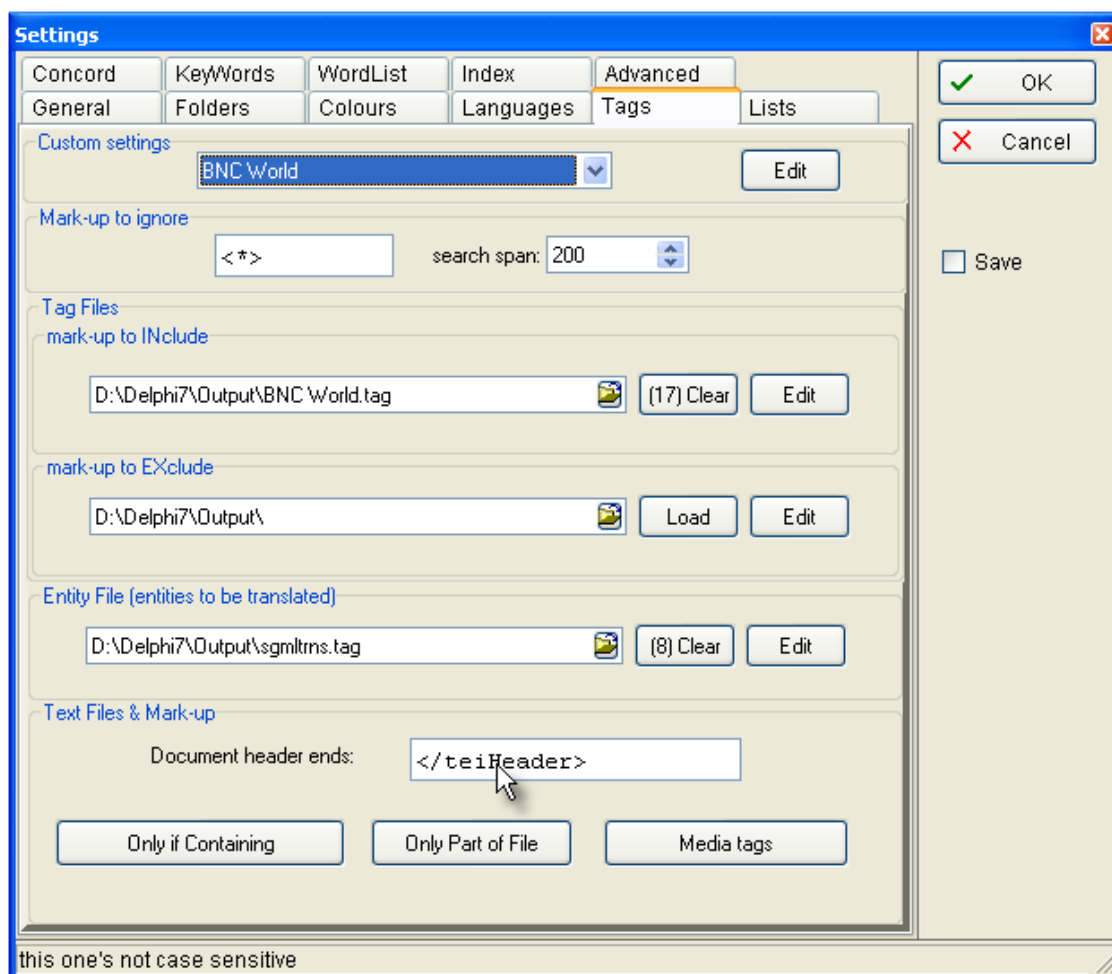 Settings
Concord KeyWords WordList Index Advanced
General Folders Colours Languages Tags Lists
OK
Cancel
Save
Custom settings
BNC World Edit
Mark-up to ignore
<*> search span: 200
Tag Files
mark-up to INclude
D:\Delphi7\Output\BNC World.tag (17) Clear Edit
mark-up to EXclude
D:\Delphi7\Output\ Load Edit
Entity File (entities to be translated)
D:\Delphi7\Output\sgmltrns.tag (8) Clear Edit
Text Files & Mark-up
Document header ends: </teiHeader>
Only if Containing Only Part of File Media tags
this one's not case sensitive